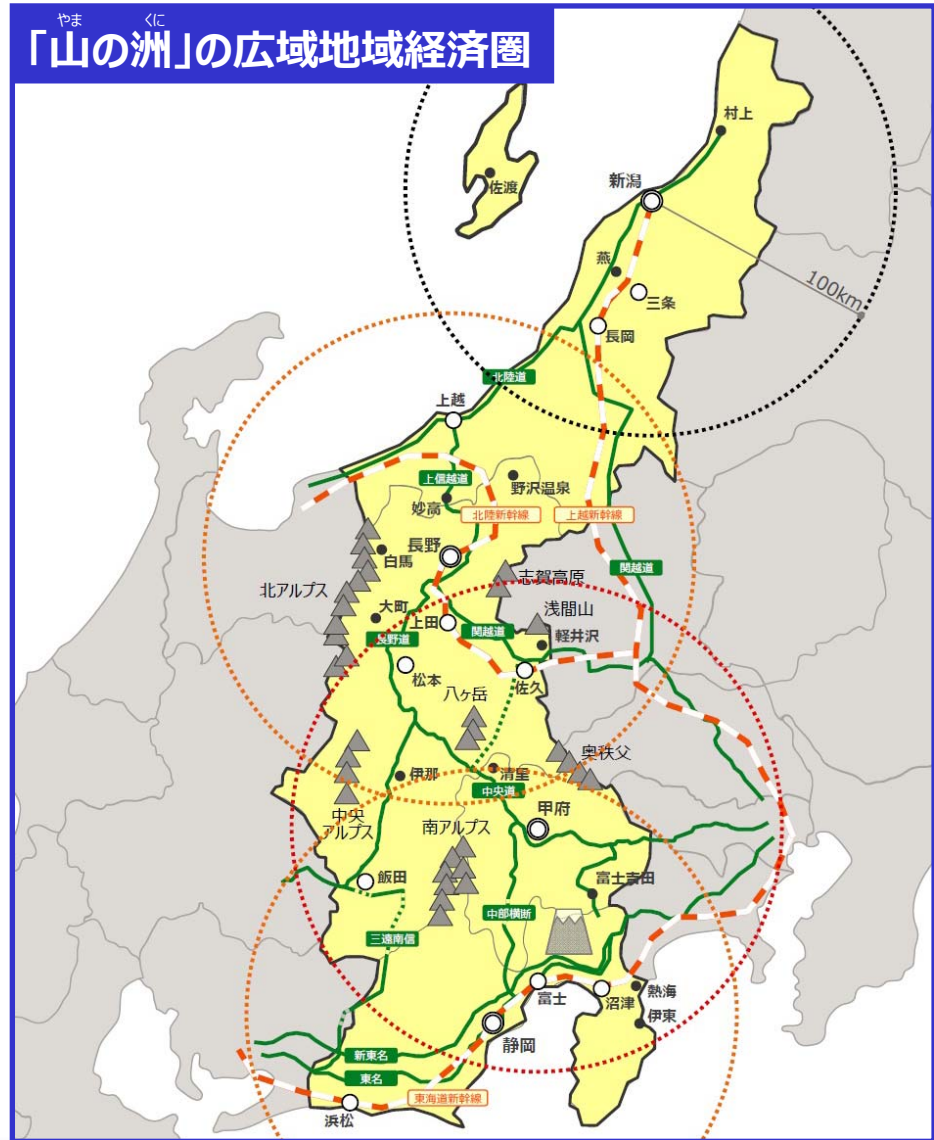 やま くに
「山の洲」の広域地域経済圏
村上
佐渡
新潟
燕
三条
100km
長岡
北陸道
上越
上信越道
野沢温泉
妙高
北陸新幹線
上越新幹線
長野
白馬
志賀高原
関越道
北アルプス
浅間山
大町
上田
関越道
軽井沢
長野道
松本
佐久
八ヶ岳
奥秩父
伊那
清里
中央道
中央
アルプス
南アルプス
甲府
飯田
富士吉田
中部横断
三遠南信
富士
沼津
熱海
伊東
静岡
新東名
東名
東海道新幹線
浜松